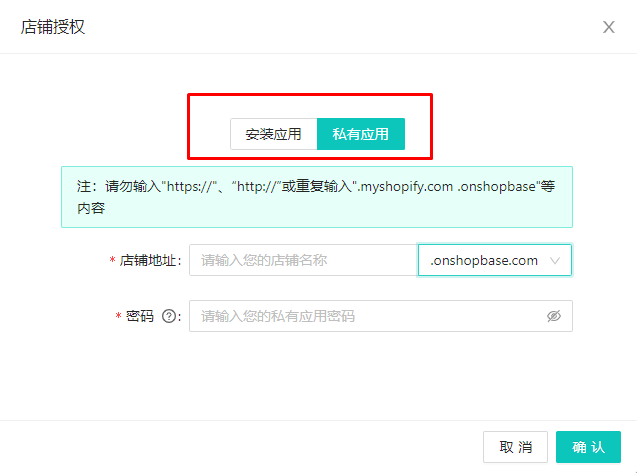 店铺授权
安装应用 私有应用
注：请勿输入"https://"、"http://"或重复输入".myshopify.com .onshopbase"等
内容
* 店铺地址: 请输入您的店铺名称 .onshopbase.com
* 密码 ?: 请输入您的私有应用密码
取 消 确 认